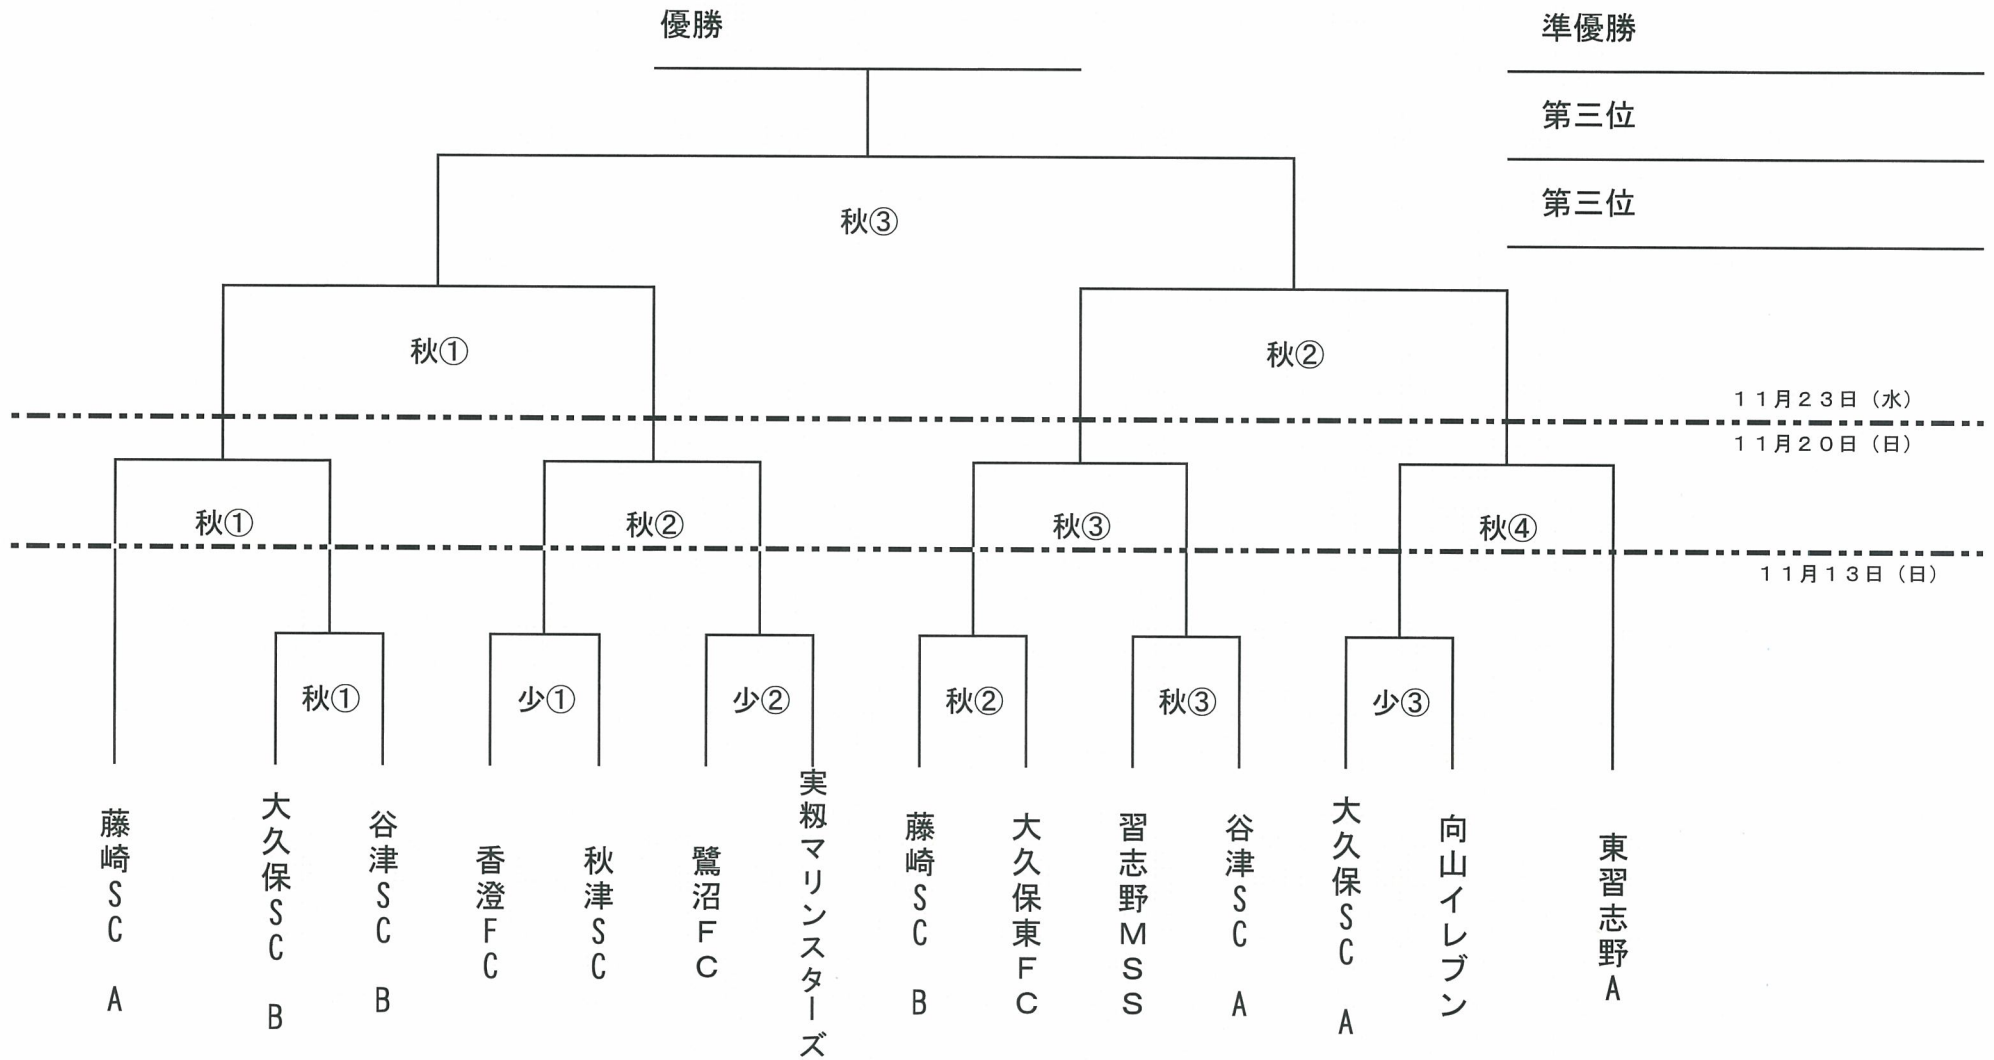 優勝
準優勝
第三位
第三位
秋③
秋①
秋②
11月23日（水）
11月20日（日）
秋①
秋②
秋③
秋④
11月13日（日）
秋①
少①
少②
秋②
秋③
少③
藤崎SC A
大久保SC B
谷津SC B
香澄FC
秋津SC
鷺沼FC
実籾マリンスターズ
藤崎SC B
大久保東FC
習志野MSS
谷津SC A
大久保SC A
向山イレブン
東習志野A